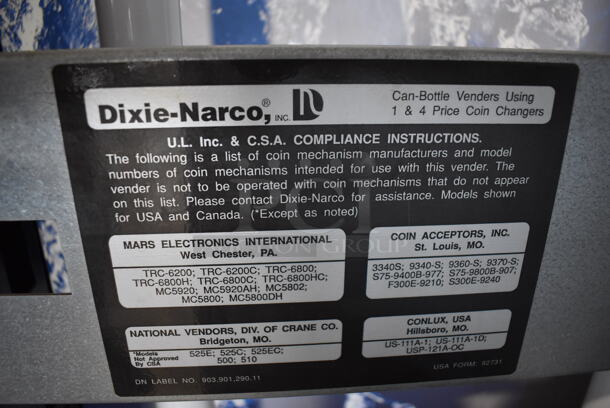 Dixie-Narco,® INC.
Can-Bottle Venders Using
1 & 4 Price Coin Changers
U.L. Inc. & C.S.A. COMPLIANCE INSTRUCTIONS.
The following is a list of coin mechanism manufacturers and model
numbers of coin mechanisms intended for use with this vender. The
vender is not to be operated with coin mechanisms that do not appear
on this list. Please contact Dixie-Narco for assistance. Models shown
for USA and Canada. (*Except as noted)
MARS ELECTRONICS INTERNATIONAL
West Chester, PA.
TRC-6200; TRC-6200C; TRC-6800;
TRC-6800H; TRC-6800C; TRC-6800HC;
MC5920; MC5920AH; MC5802;
MC5800; MC5800DH
COIN ACCEPTORS, INC.
St. Louis, MO.
3340S; 9340-S; 9360-S; 9370-S;
S75-9400B-977; S75-9800B-907;
F300E-9210; S300E-9240
NATIONAL VENDORS, DIV. OF CRANE CO.
Bridgeton, MO.
*Models
Not Approved
By CSA
525E; 525C; 525EC;
500; 510
CONLUX, USA
Hillsboro, MO.
US-111A-1; US-111A-1D;
USP-121A-OC
DN LABEL NO. 903,901,290.11
USA FORM: 92731